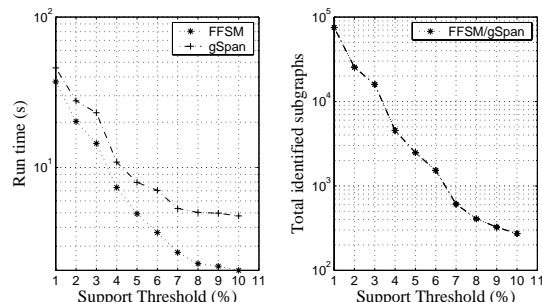 10^2
FFSM
gSpan
10^1
Run time (s)
1 2 3 4 5 6 7 8 9 10 11
Support Threshold (%)
10^5
FFSM/gSpan
10^4
10^3
10^2
Total identified subgraphs
1 2 3 4 5 6 7 8 9 10 11
Support Threshold (%)